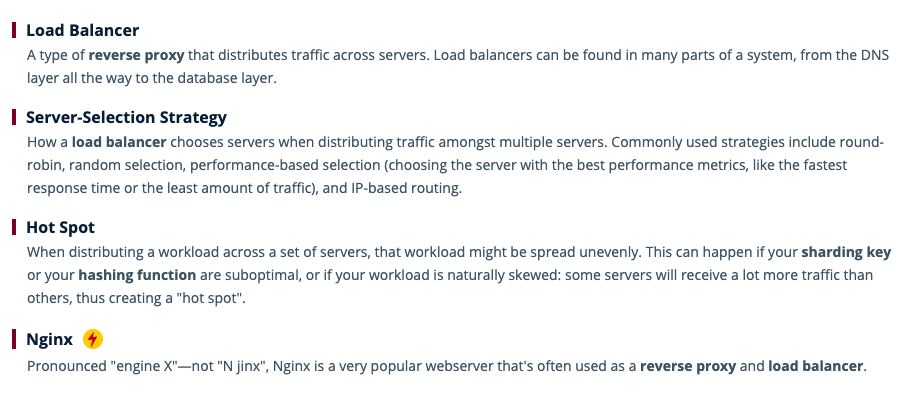 Load Balancer
A type of reverse proxy that distributes traffic across servers. Load balancers can be found in many parts of a system, from the DNS
layer all the way to the database layer.
Server-Selection Strategy
How a load balancer chooses servers when distributing traffic amongst multiple servers. Commonly used strategies include round-
robin, random selection, performance-based selection (choosing the server with the best performance metrics, like the fastest
response time or the least amount of traffic), and IP-based routing.
Hot Spot
When distributing a workload across a set of servers, that workload might be spread unevenly. This can happen if your sharding key
or your hashing function are suboptimal, or if your workload is naturally skewed: some servers will receive a lot more traffic than
others, thus creating a "hot spot".
Nginx
Pronounced "engine X"—not "N jinx", Nginx is a very popular webserver that's often used as a reverse proxy and load balancer.